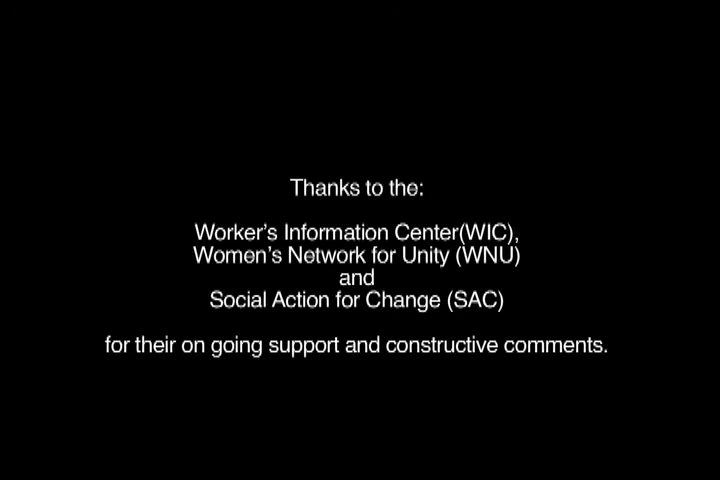 Thanks to the:
Worker's Information Center(WIC),
Women's Network for Unity (WNU)
and
Social Action for Change (SAC)
for their on going support and constructive comments.